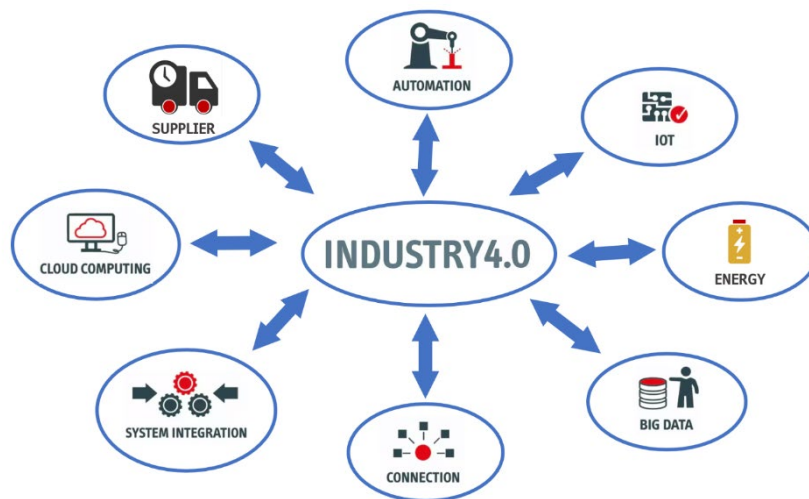 AUTOMATION
SUPPLIER
IOT
CLOUD COMPUTING
INDUSTRY4.0
ENERGY
SYSTEM INTEGRATION
BIG DATA
CONNECTION